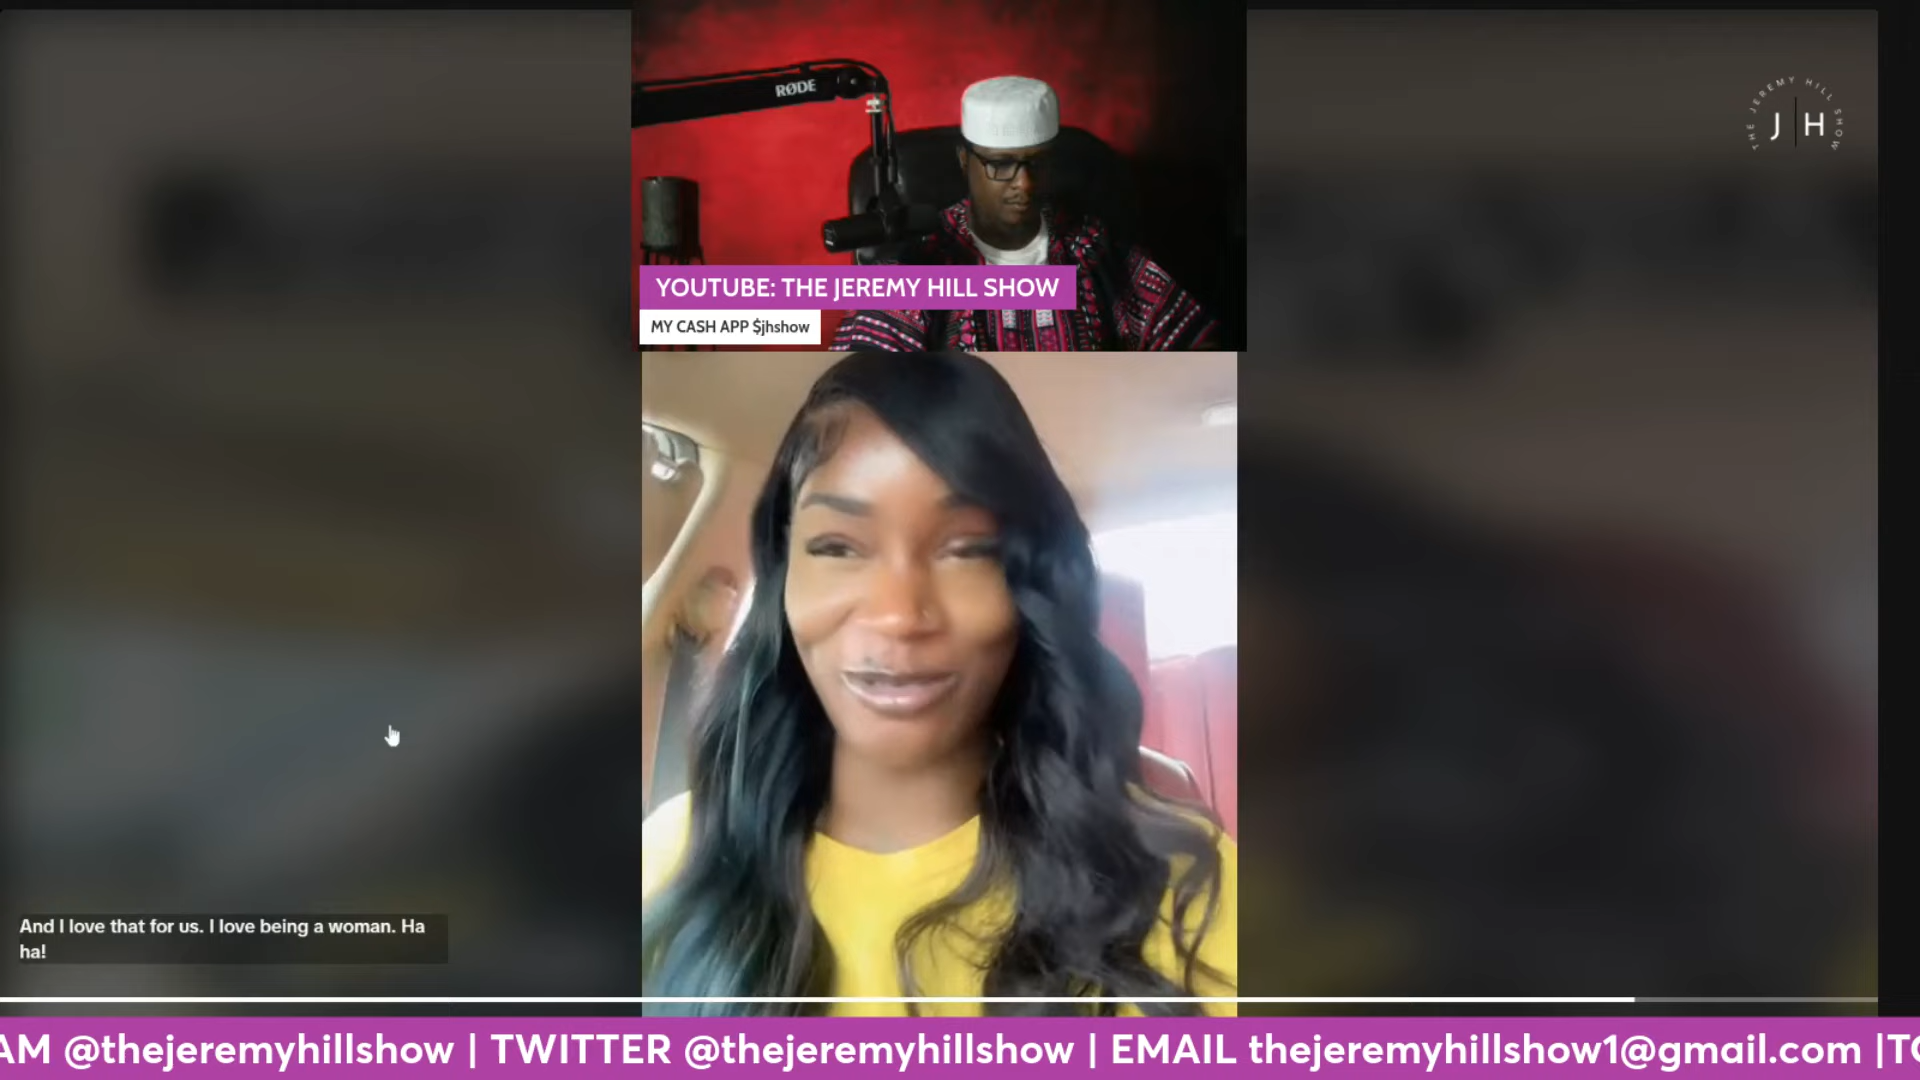 RØDE
THE JEREMY HILL SHOW
J H
YOUTUBE: THE JEREMY HILL SHOW
MY CASH APP $jhshow
And I love that for us. I love being a woman. Ha
ha!
AM @thejeremyhillshow | TWITTER @thejeremyhillshow | EMAIL thejeremyhillshow1@gmail.com |TO